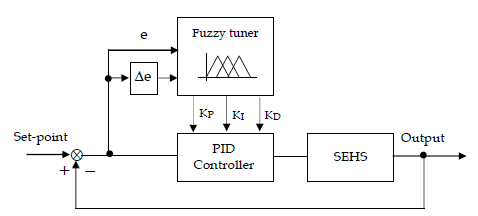 e
Fuzzy tuner
Δe
KP
KI
KD
Set-point
PID
Controller
SEHS
Output
+
−